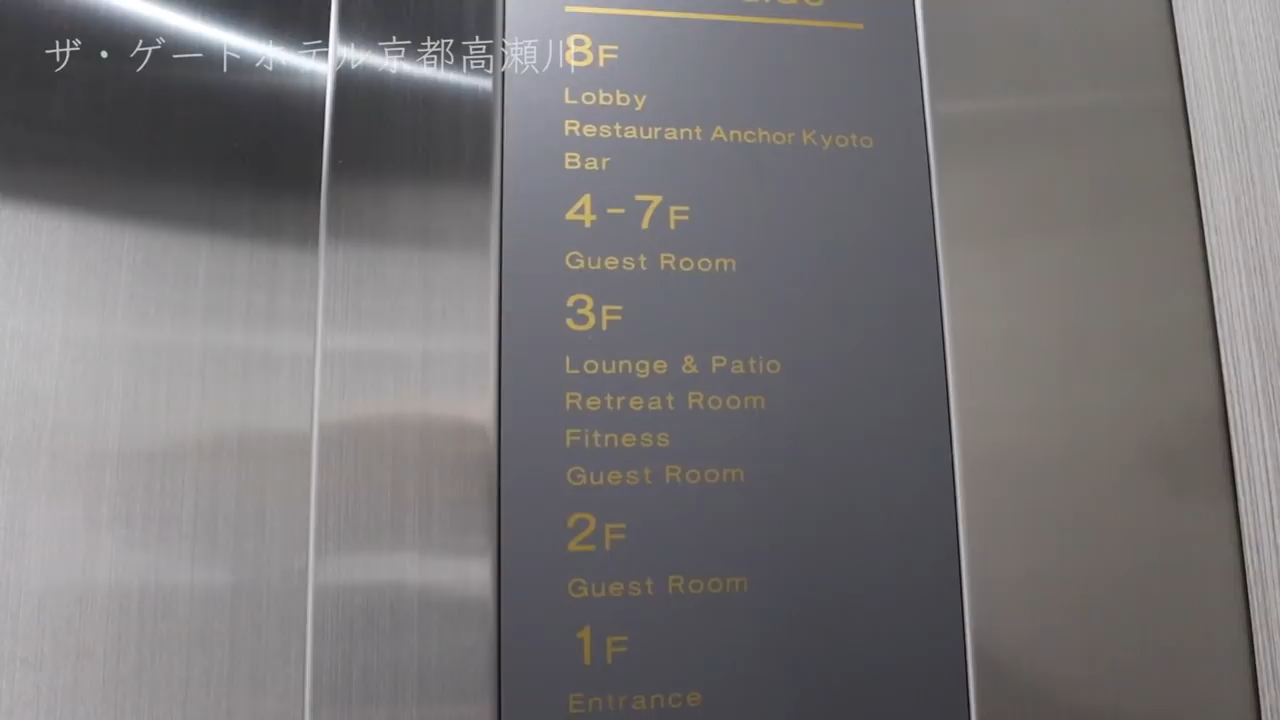 ザ・ゲートホテル京都高瀬川
8F
Lobby
Restaurant Anchor Kyoto
Bar
4-7F
Guest Room
3F
Lounge & Patio
Retreat Room
Fitness
Guest Room
2F
Guest Room
1F
Entrance